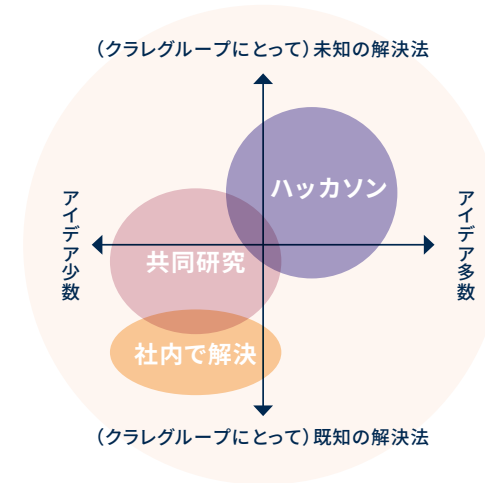 （クラレグループにとって）未知の解決法
ハッカソン
アイデア少数
アイデア多数
共同研究
社内で解決
（クラレグループにとって）既知の解決法